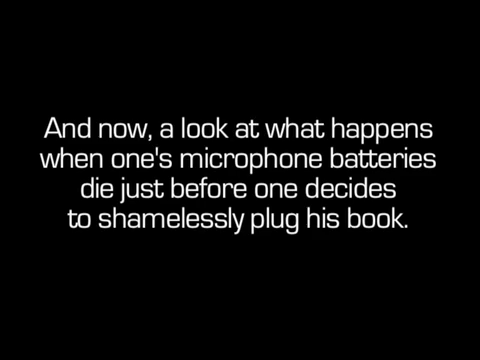 And now, a look at what happens
when one's microphone batteries
die just before one decides
to shamelessly plug his book.